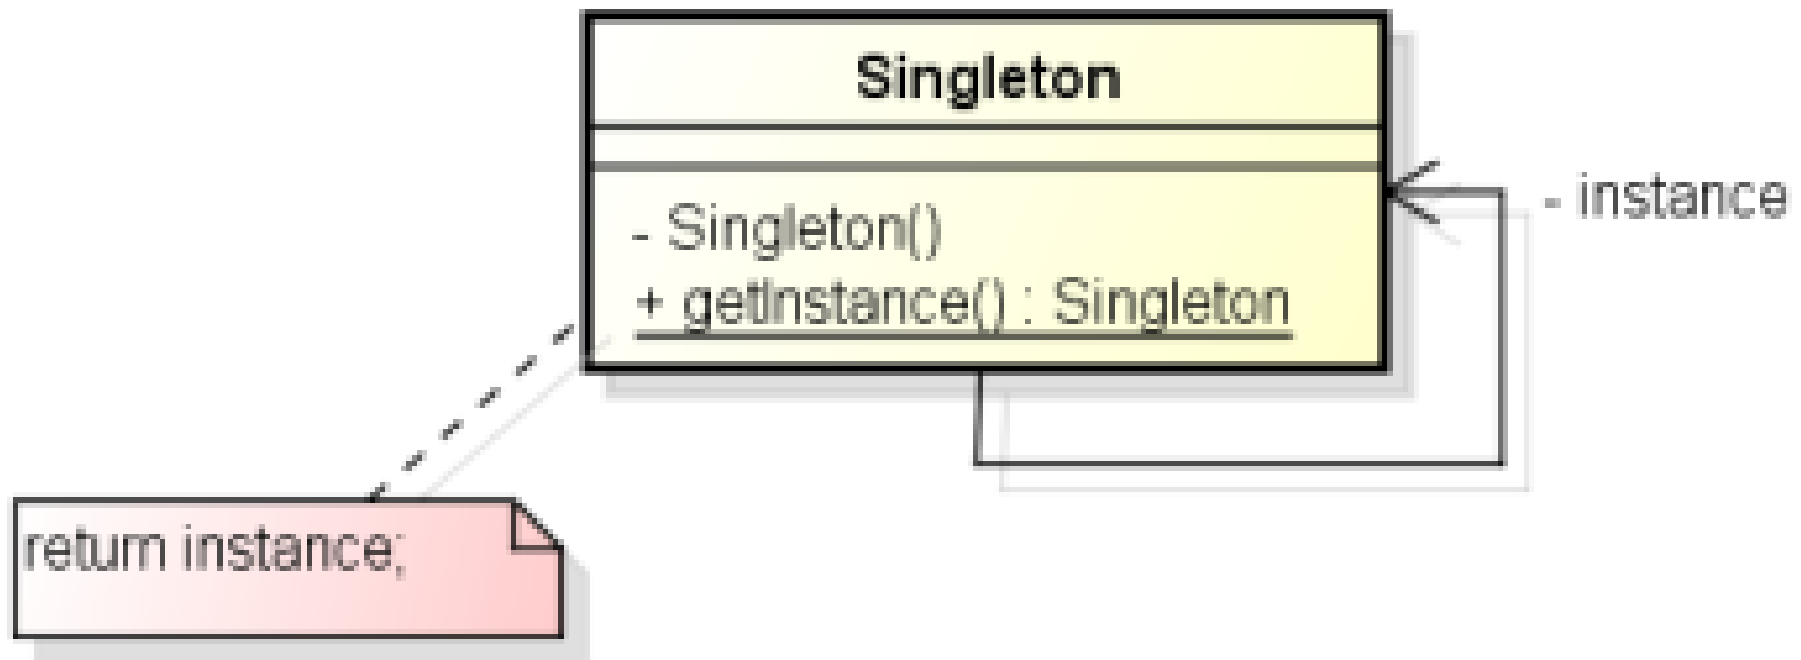 Singleton
- instance
- Singleton()
+ getInstance() : Singleton
return instance;